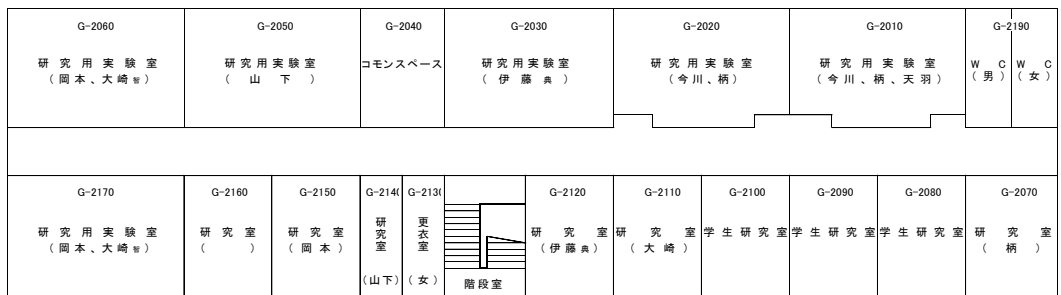 G-2060 G-2050 G-2040 G-2030 G-2020 G-2010 G-2190
研究用実験室 研究用実験室 コモンスペース 研究用実験室 研究用実験室 研究用実験室 WC WC
(岡本、大崎智) (山下) (伊藤典) (今川、柄) (今川、柄、天羽) (男) (女)
G-2170 G-2160 G-2150 G-2140 G-2130 G-2120 G-2110 G-2100 G-2090 G-2080 G-2070
研究用実験室 研究室 研究室 研究室 更衣室 研究室 研究室 学生研究室 学生研究室 学生研究室 研究室
(岡本、大崎智) ( ) (岡本) (伊藤典) (大崎) (柄)
(山下) (女) 階段室